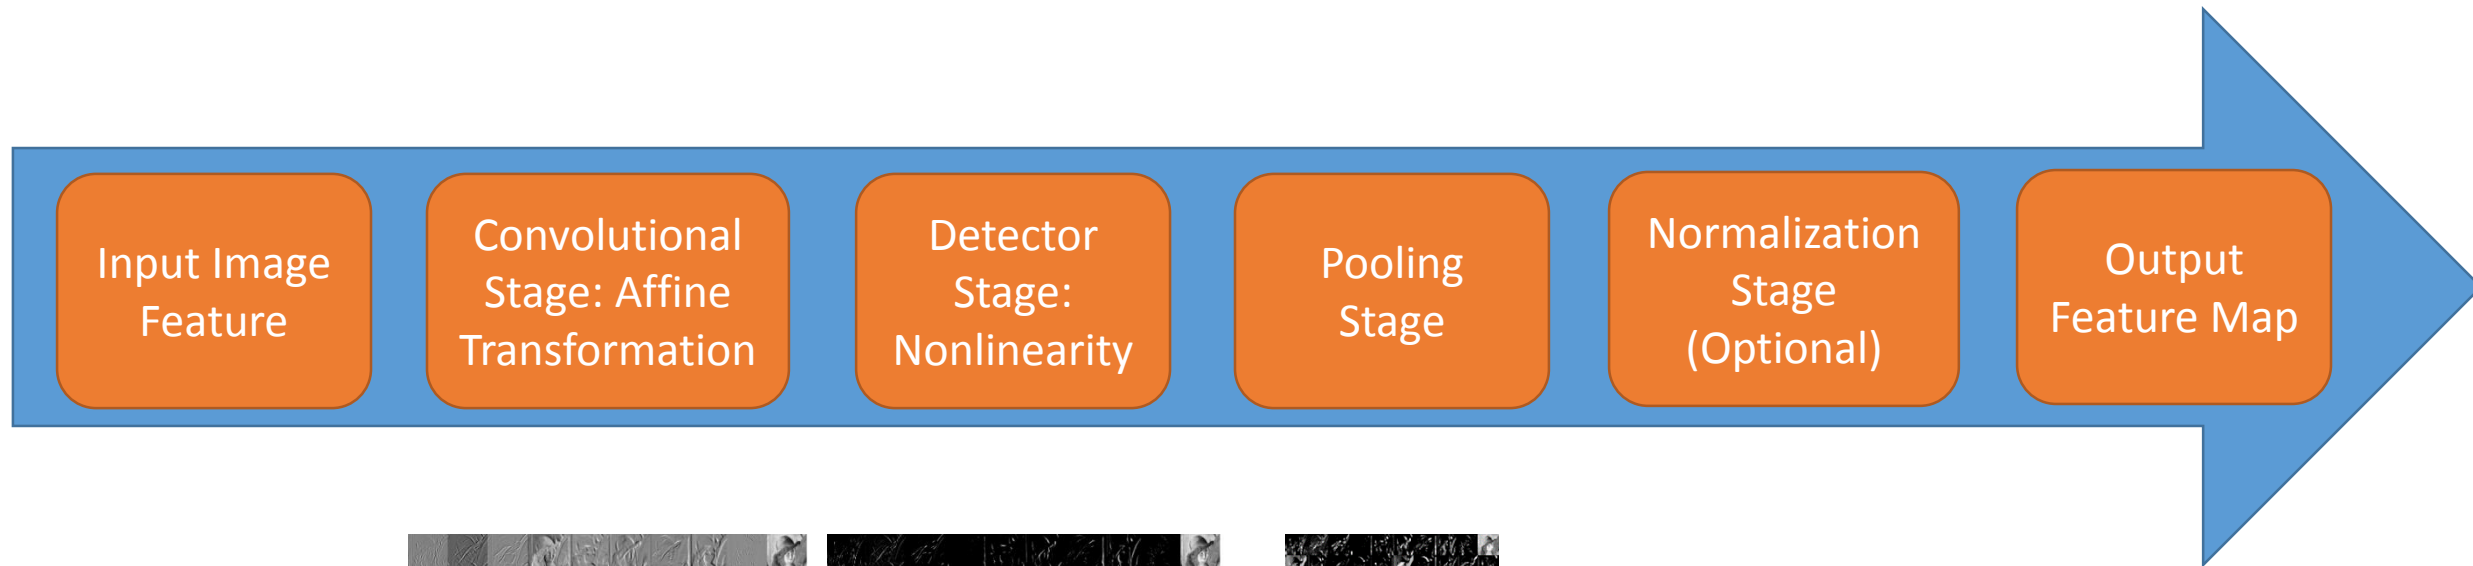 Input Image
Feature
Convolutional
Stage: Affine
Transformation
Detector
Stage:
Nonlinearity
Pooling
Stage
Normalization
Stage
(Optional)
Output
Feature Map